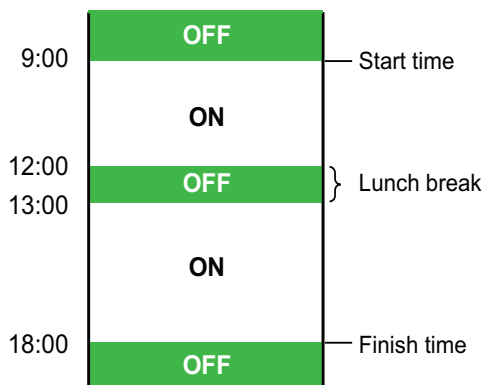 OFF
9:00 Start time
ON
12:00
OFF Lunch break
13:00
ON
18:00 Finish time
OFF